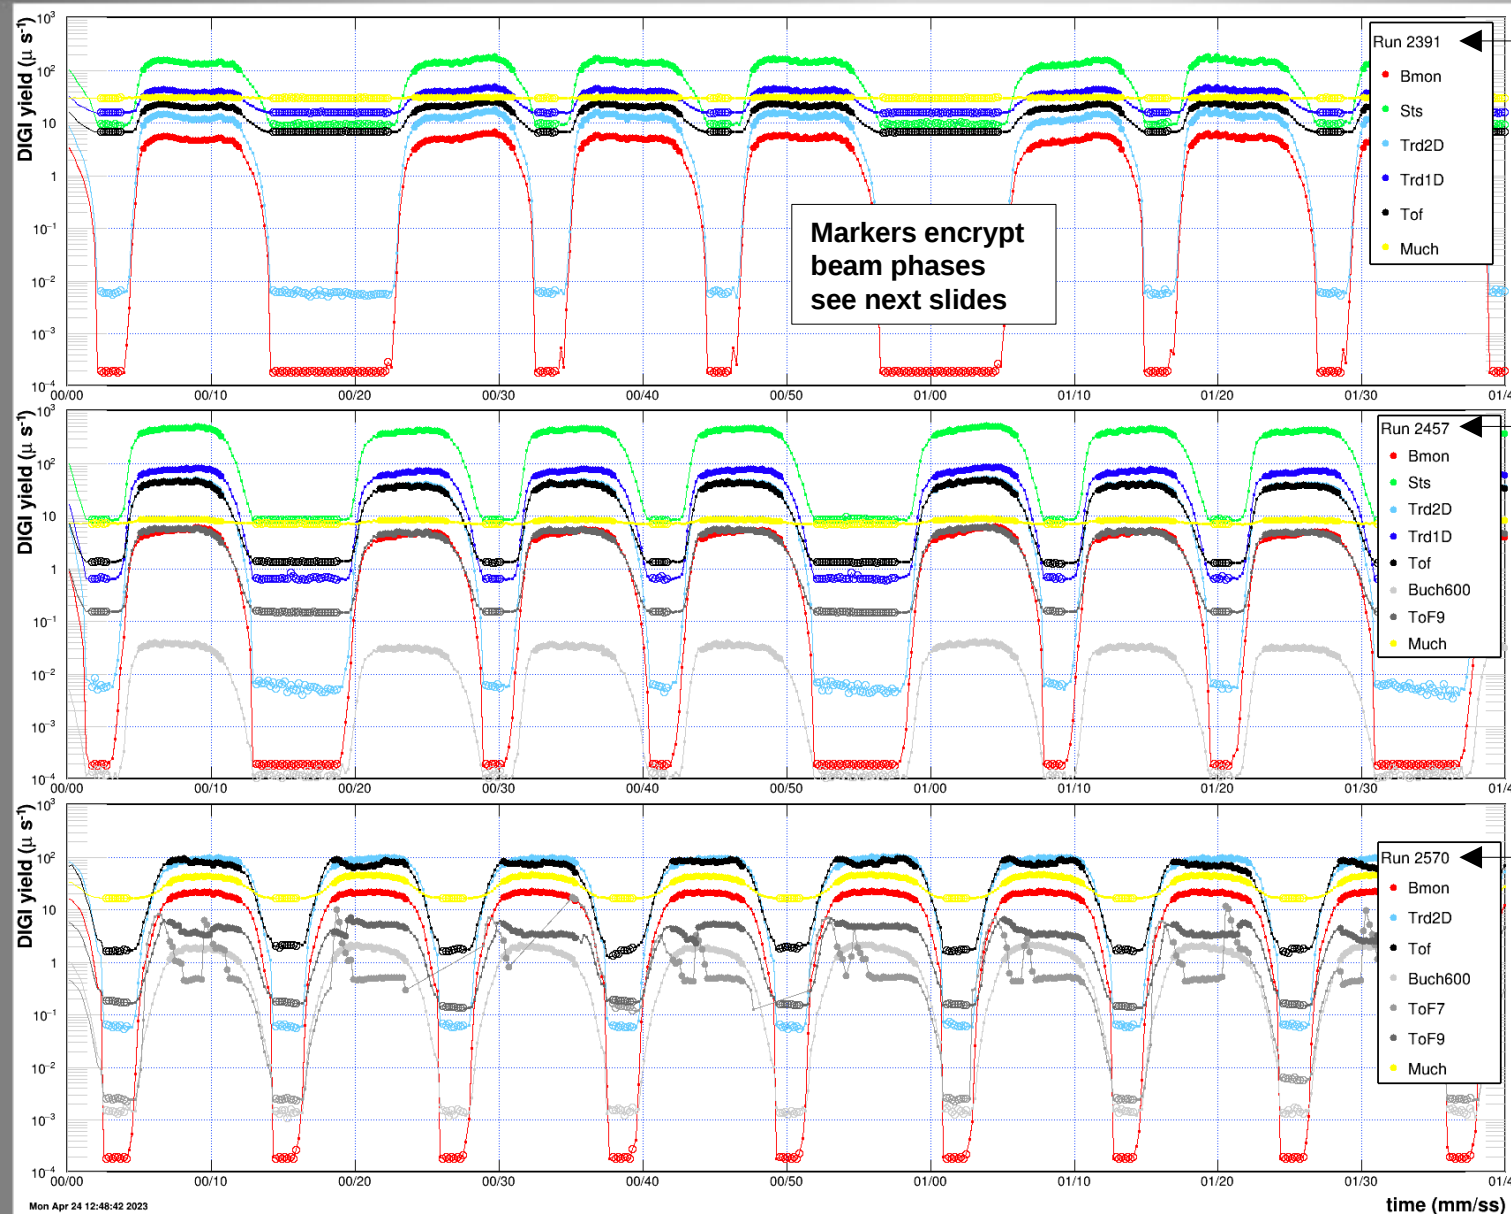 DIGI yield (μ s⁻¹)
10³
10²
10
1
10⁻¹
10⁻²
10⁻³
10⁻⁴
00/00 00/10 00/20 00/30 00/40 00/50 01/00 01/10 01/20 01/30 01/4
Run 2391
Bmon
Sts
Trd2D
Trd1D
Tof
Much
Markers encrypt
beam phases
see next slides
DIGI yield (μ s⁻¹)
10³
10²
10
1
10⁻¹
10⁻²
10⁻³
10⁻⁴
00/00 00/10 00/20 00/30 00/40 00/50 01/00 01/10 01/20 01/30 01/4
Run 2457
Bmon
Sts
Trd2D
Trd1D
Tof
Buch600
ToF9
Much
DIGI yield (μ s⁻¹)
10³
10²
10
1
10⁻¹
10⁻²
10⁻³
10⁻⁴
00/00 00/10 00/20 00/30 00/40 00/50 01/00 01/10 01/20 01/30 01/4
Run 2570
Bmon
Trd2D
Tof
Buch600
ToF7
ToF9
Much
Mon Apr 24 12:48:42 2023
time (mm/ss)